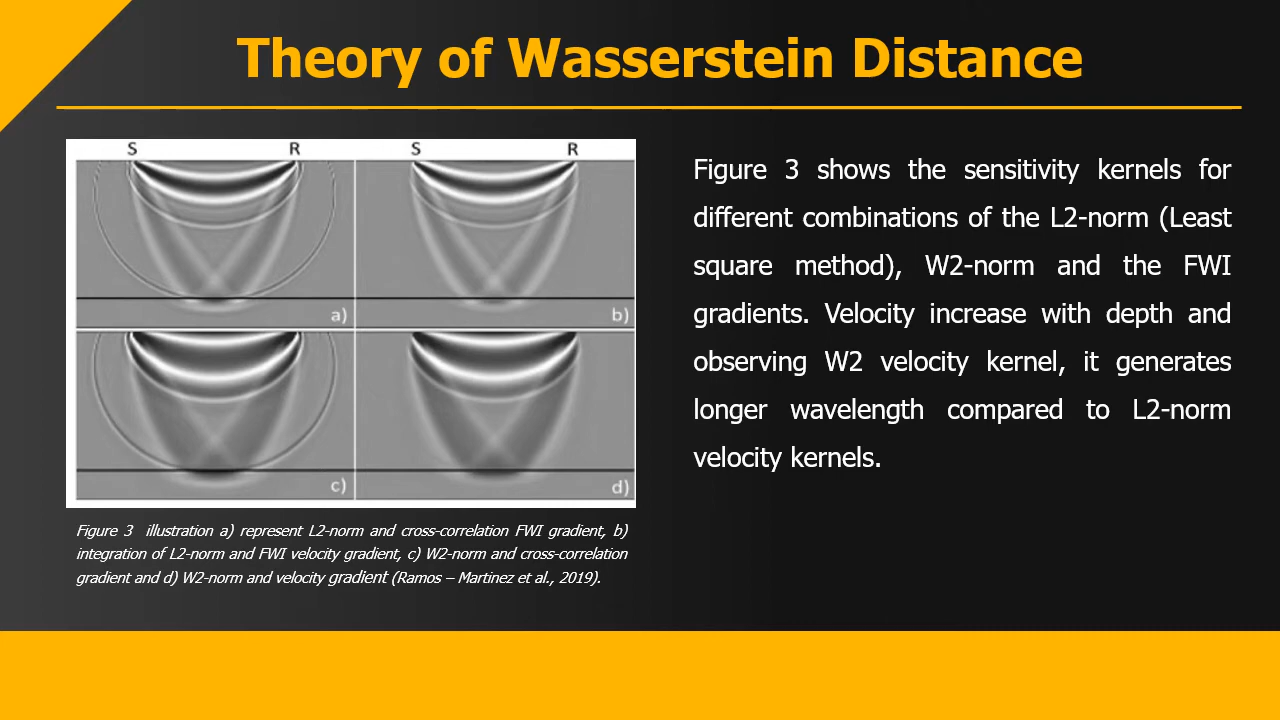 Theory of Wasserstein Distance
S R S R
a) b)
c) d)
Figure 3 illustration a) represent L2-norm and cross-correlation FWI gradient, b)
integration of L2-norm and FWI velocity gradient, c) W2-norm and cross-correlation
gradient and d) W2-norm and velocity gradient (Ramos – Martinez et al., 2019).
Figure 3 shows the sensitivity kernels for
different combinations of the L2-norm (Least
square method), W2-norm and the FWI
gradients. Velocity increase with depth and
observing W2 velocity kernel, it generates
longer wavelength compared to L2-norm
velocity kernels.